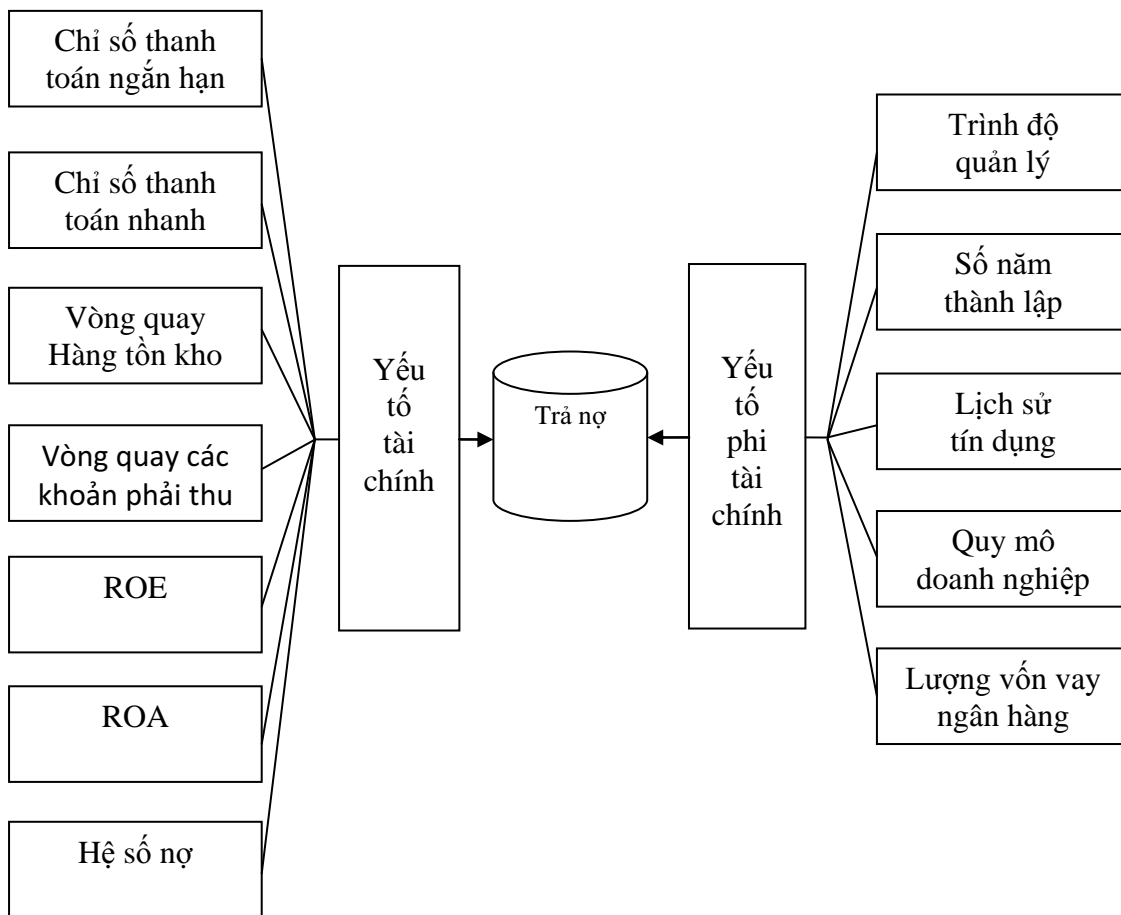 Chỉ số thanh
toán ngắn hạn
Chỉ số thanh
toán nhanh
Vòng quay
Hàng tồn kho
Vòng quay các
khoản phải thu
ROE
ROA
Hệ số nợ
Yếu
tố
tài
chính
Trả nợ
Yếu
tố
phi
tài
chính
Trình độ
quản lý
Số năm
thành lập
Lịch sử
tín dụng
Quy mô
doanh nghiệp
Lượng vốn vay
ngân hàng